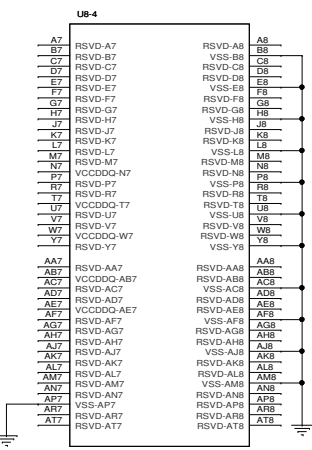 U8-4
A7 RSVD-A7 RSVD-A8 A8
B7 RSVD-B7 VSS-B8 B8
C7 RSVD-C7 RSVD-C8 C8
D7 RSVD-D7 RSVD-D8 D8
E7 RSVD-E7 VSS-E8 E8
F7 RSVD-F7 RSVD-F8 F8
G7 RSVD-G7 RSVD-G8 G8
H7 RSVD-H7 VSS-H8 H8
J7 RSVD-J7 RSVD-J8 J8
K7 RSVD-K7 RSVD-K8 K8
L7 RSVD-L7 VSS-L8 L8
M7 RSVD-M7 RSVD-M8 M8
N7 VCCDDQ-N7 RSVD-N8 N8
P7 RSVD-P7 VSS-P8 P8
R7 RSVD-R7 RSVD-R8 R8
T7 VCCDDQ-T7 RSVD-T8 T8
U7 RSVD-U7 VSS-U8 U8
V7 RSVD-V7 RSVD-V8 V8
W7 VCCDDQ-W7 RSVD-W8 W8
Y7 RSVD-Y7 VSS-Y8 Y8
AA7 RSVD-AA7 RSVD-AA8 AA8
AB7 VCCDDQ-AB7 RSVD-AB8 AB8
AC7 RSVD-AC7 VSS-AC8 AC8
AD7 RSVD-AD7 RSVD-AD8 AD8
AE7 VCCDDQ-AE7 RSVD-AE8 AE8
AF7 RSVD-AF7 VSS-AF8 AF8
AG7 RSVD-AG7 RSVD-AG8 AG8
AH7 RSVD-AH7 RSVD-AH8 AH8
AJ7 RSVD-AJ7 VSS-AJ8 AJ8
AK7 RSVD-AK7 RSVD-AK8 AK8
AL7 RSVD-AL7 RSVD-AL8 AL8
AM7 RSVD-AM7 VSS-AM8 AM8
AN7 RSVD-AN7 RSVD-AN8 AN8
AP7 VSS-AP7 RSVD-AP8 AP8
AR7 RSVD-AR7 RSVD-AR8 AR8
AT7 RSVD-AT7 RSVD-AT8 AT8